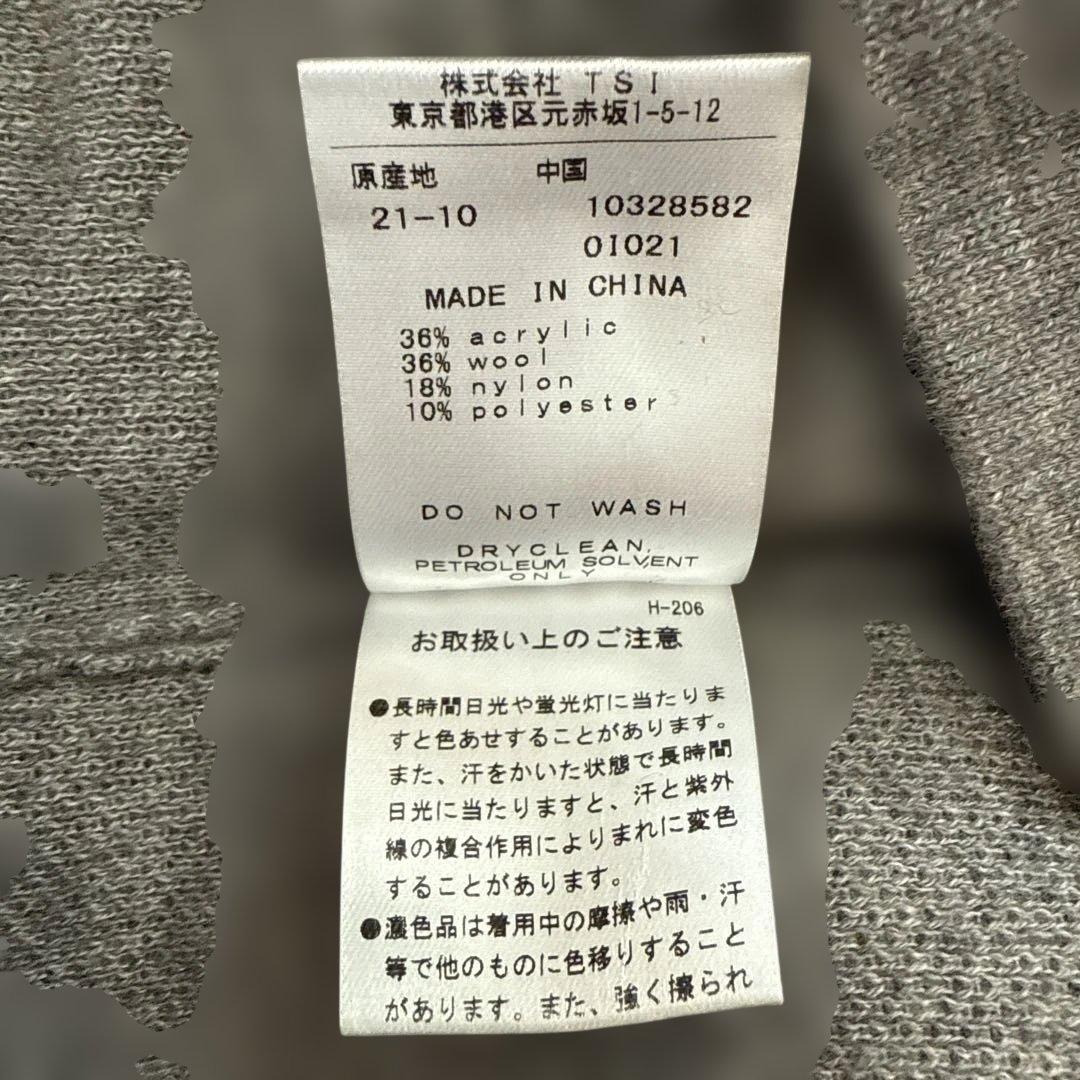 株式会社 TSI
東京都港区元赤坂1-5-12
原産地 中国
21-10 10328582
01021
MADE IN CHINA
36% acrylic
36% wool
18% nylon
10% polyester
DO NOT WASH
DRYCLEAN,
PETROLEUM SOLVENT
ONLY
H-206
お取扱い上のご注意
●長時間日光や蛍光灯に当たりま
すと色あせすることがあります。
また、汗をかいた状態で長時間
日光に当たりますと、汗と紫外
線の複合作用によりまれに変色
することがあります。
●濃色品は着用中の摩擦や雨・汗
等で他のものに色移りすること
があります。また、強く擦られ